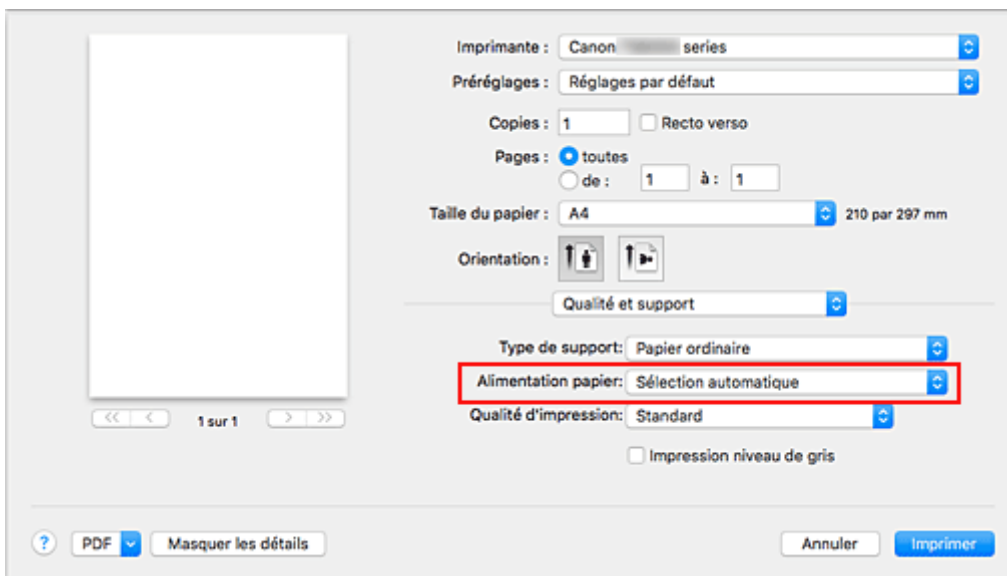 Imprimante : Canon series
Préréglages : Réglages par défaut
Copies : 1 Recto verso
Pages : toutes
de : 1 à : 1
Taille du papier : A4 210 par 297 mm
Orientation :
Qualité et support
Type de support: Papier ordinaire
Alimentation papier: Sélection automatique
Qualité d'impression: Standard
Impression niveau de gris
<< < 1 sur 1 > >>
? PDF Masquer les détails Annuler Imprimer